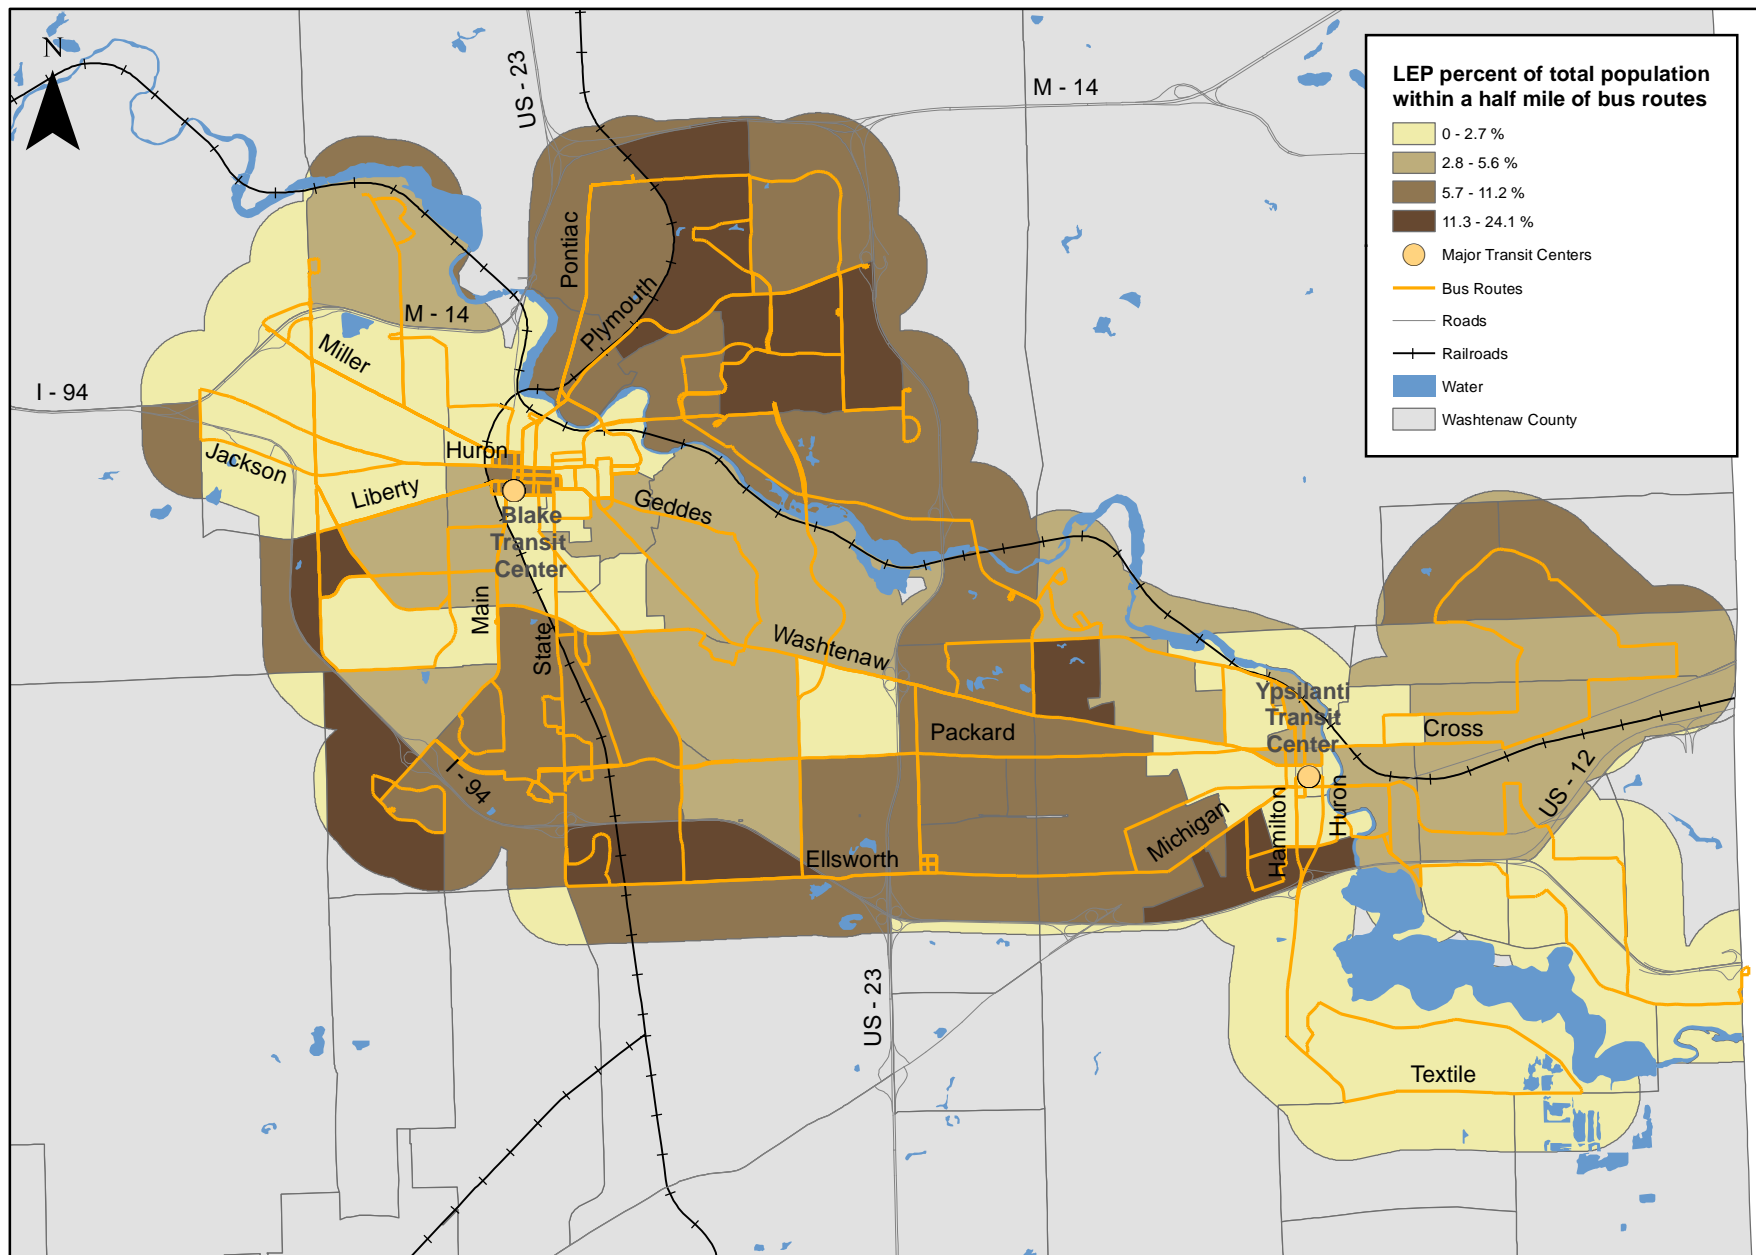 N
US - 23
M - 14
LEP percent of total population
within a half mile of bus routes
0 - 2.7 %
2.8 - 5.6 %
5.7 - 11.2 %
11.3 - 24.1 %
Major Transit Centers
Bus Routes
Roads
Railroads
Water
Washtenaw County
Pontiac
Plymouth
M - 14
Miller
I - 94
Huron
Jackson
Liberty
Geddes
Blake
Transit
Center
Main
State
Washtenaw
Ypsilanti
Transit
Center
Packard
Cross
I - 94
US - 12
Michigan
Hamilton
Huron
Ellsworth
US - 23
Textile